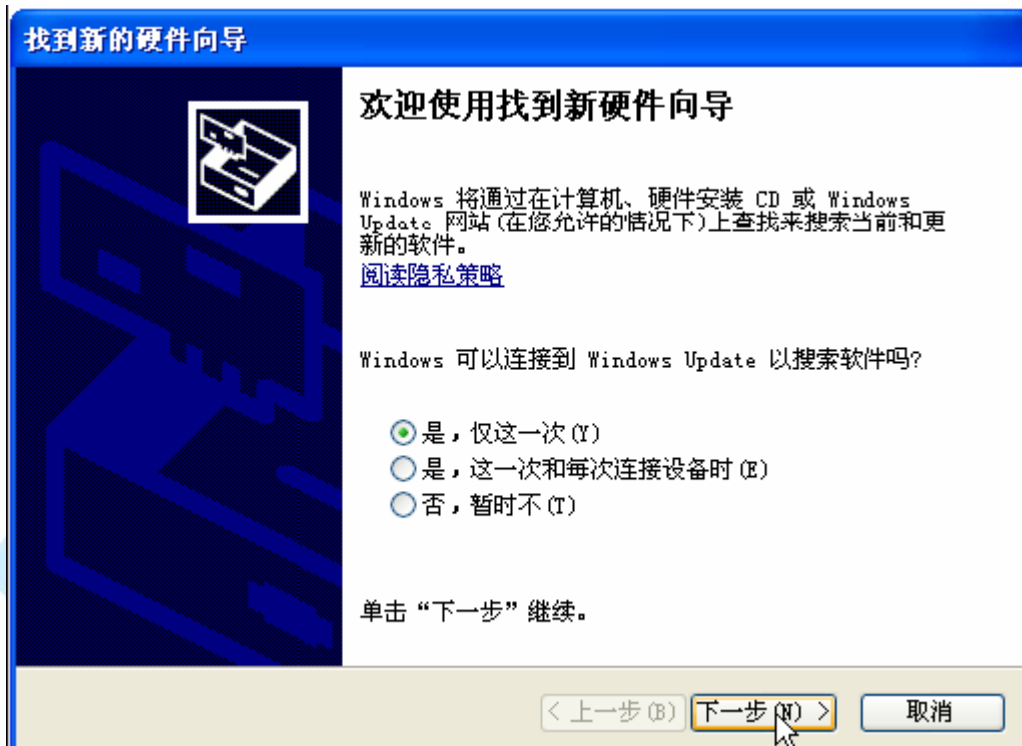 找到新的硬件向导
欢迎使用找到新硬件向导
Windows 将通过在计算机、硬件安装 CD 或 Windows
Update 网站(在您允许的情况下)上查找来搜索当前和更
新的软件。
阅读隐私策略
Windows 可以连接到 Windows Update 以搜索软件吗?
是，仅这一次(Y)
是，这一次和每次连接设备时(E)
否，暂时不(T)
单击“下一步”继续。
< 上一步(B) 下一步(N) > 取消